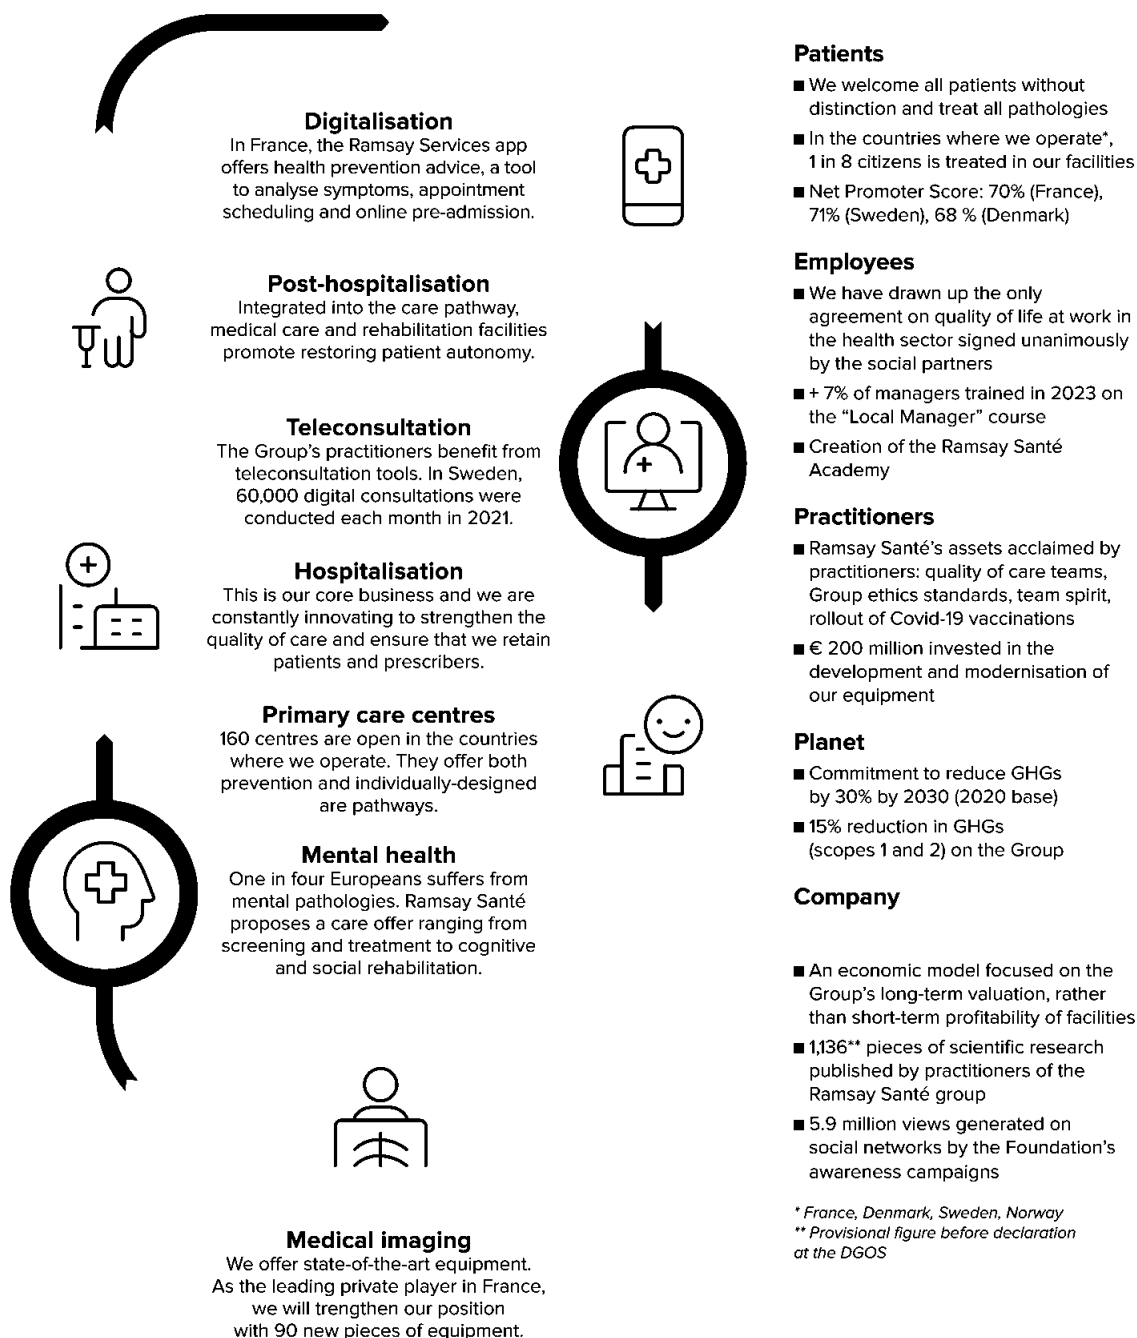 Digitalisation
In France, the Ramsay Services app
offers health prevention advice, a tool
to analyse symptoms, appointment
scheduling and online pre-admission.
Post-hospitalisation
Integrated into the care pathway,
medical care and rehabilitation facilities
promote restoring patient autonomy.
Teleconsultation
The Group's practitioners benefit from
teleconsultation tools. In Sweden,
60,000 digital consultations were
conducted each month in 2021.
Hospitalisation
This is our core business and we are
constantly innovating to strengthen the
quality of care and ensure that we retain
patients and prescribers.
Primary care centres
160 centres are open in the countries
where we operate. They offer both
prevention and individually-designed
are pathways.
Mental health
One in four Europeans suffers from
mental pathologies. Ramsay Santé
proposes a care offer ranging from
screening and treatment to cognitive
and social rehabilitation.
Medical imaging
We offer state-of-the-art equipment.
As the leading private player in France,
we will trengthen our position
with 90 new pieces of equipment.
Patients
■ We welcome all patients without
distinction and treat all pathologies
■ In the countries where we operate*,
1 in 8 citizens is treated in our facilities
■ Net Promoter Score: 70% (France),
71% (Sweden), 68 % (Denmark)
Employees
■ We have drawn up the only
agreement on quality of life at work in
the health sector signed unanimously
by the social partners
■ + 7% of managers trained in 2023 on
the “Local Manager” course
■ Creation of the Ramsay Santé
Academy
Practitioners
■ Ramsay Santé's assets acclaimed by
practitioners: quality of care teams,
Group ethics standards, team spirit,
rollout of Covid-19 vaccinations
■ € 200 million invested in the
development and modernisation of
our equipment
Planet
■ Commitment to reduce GHGs
by 30% by 2030 (2020 base)
■ 15% reduction in GHGs
(scopes 1 and 2) on the Group
Company
■ An economic model focused on the
Group's long-term valuation, rather
than short-term profitability of facilities
■ 1,136** pieces of scientific research
published by practitioners of the
Ramsay Santé group
■ 5.9 million views generated on
social networks by the Foundation's
awareness campaigns
* France, Denmark, Sweden, Norway
** Provisional figure before declaration
at the DGOS